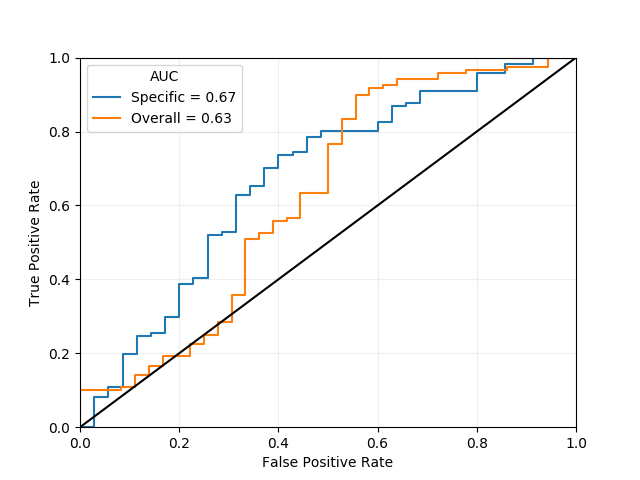 AUC
Specific = 0.67
Overall = 0.63
True Positive Rate
1.0
0.8
0.6
0.4
0.2
0.0
0.0 0.2 0.4 0.6 0.8 1.0
False Positive Rate